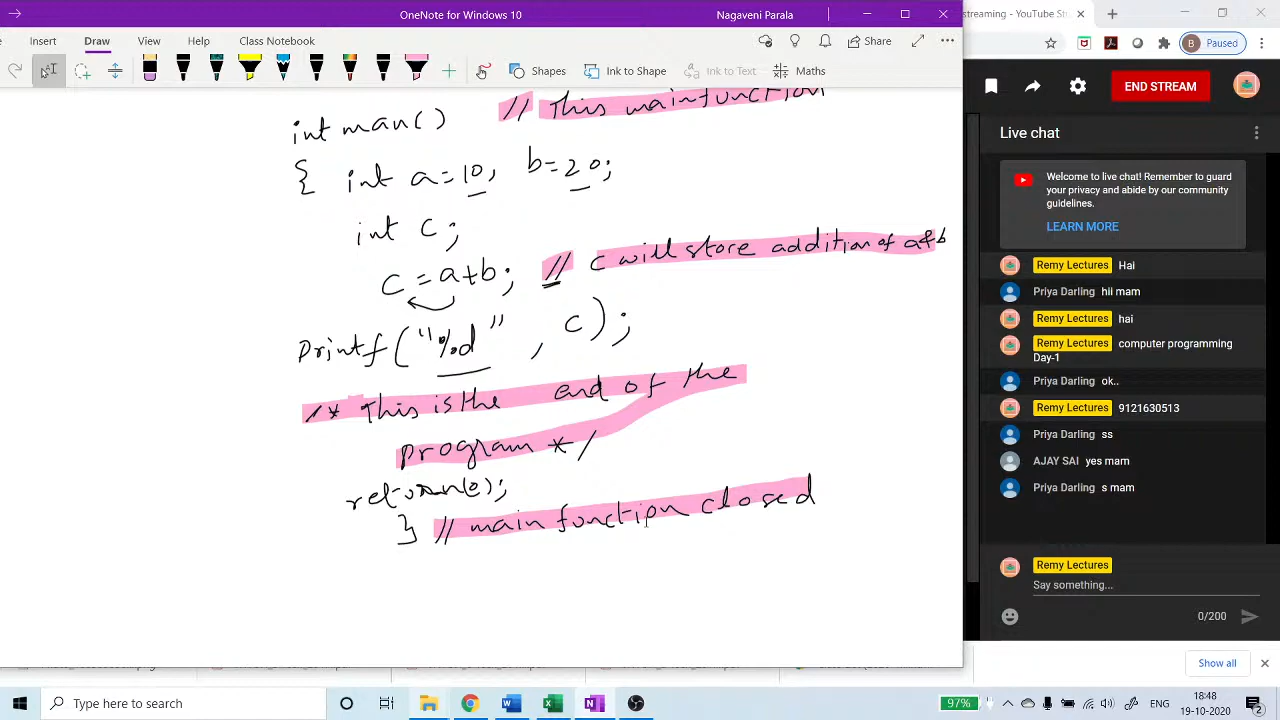 OneNote for Windows 10
Nagaveni Parala
streaming - YouTube St
Insert
Draw
View
Help
Class Notebook
Share
B
Paused
Shapes
Ink to Shape
Ink to Text
Maths
END STREAM
// This mainfunction
int man()
{ int a=10, b=20;
int c;
c=a+b; // c will store addition of a&b
Printf("%d", c);
/* This is the end of the
program */
} // main function closed
Live chat
Welcome to live chat! Remember to guard
your privacy and abide by our community
guidelines.
LEARN MORE
Remy Lectures Hai
Priya Darling hii mam
Remy Lectures hai
Remy Lectures computer programming
Day-1
Priya Darling ok..
Remy Lectures 9121630513
Priya Darling ss
AJAY SAI yes mam
Priya Darling s mam
Remy Lectures
Say something...
0/200
Show all
Type here to search
97%
18:48
19-10-2020
2